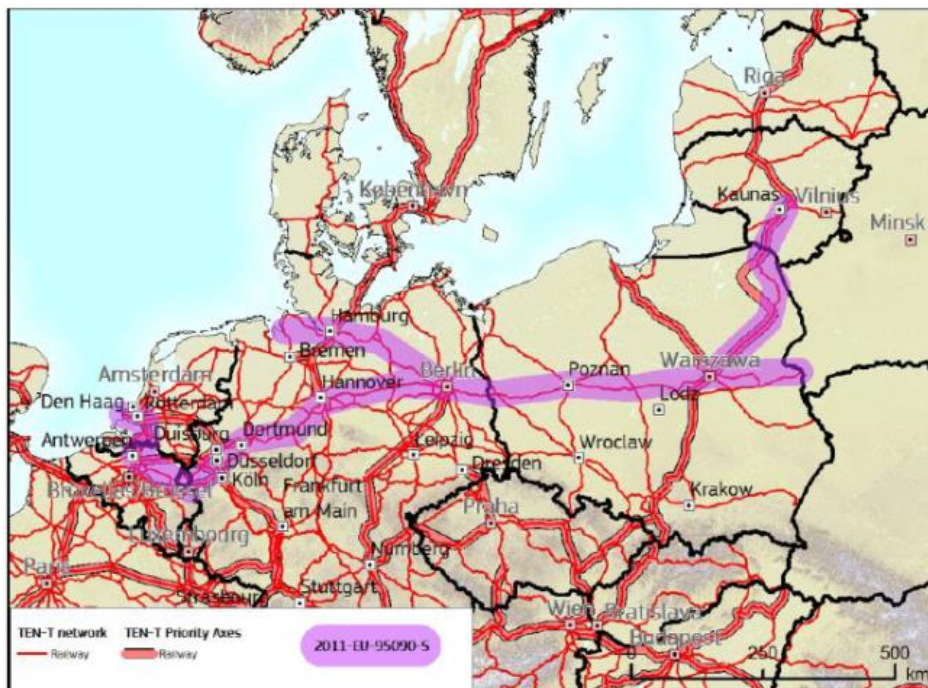 Riga
København
Kaunas
Vilnius
Minsk
Hamburg
Bremen
Amsterdam
Hannover
Berlin
Poznan
Warszawa
Den Haag
Rotterdam
Lodz
Antwerpen
Duisburg
Dortmund
Düsseldorf
Leipzig
Wroclaw
Dresden
Köln
Frankfurt
am Main
Krakow
Praha
Luxembourg
Nürnberg
Paris
Strasbourg
Stuttgart
Wien
Bratislava
Budapest
0 250 500
km
TEN-T network
TEN-T Priority Axes
Railway
Railway
2011-EU-95090-S